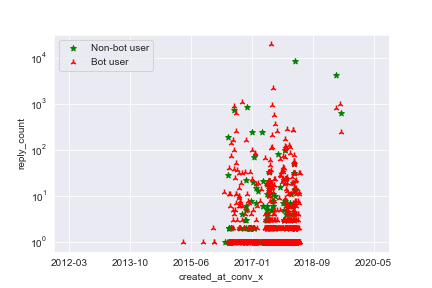 Non-bot user
Bot user
10^4
10^3
10^2
10^1
10^0
reply_count
2012-03 2013-10 2015-06 2017-01 2018-09 2020-05
created_at_conv_x